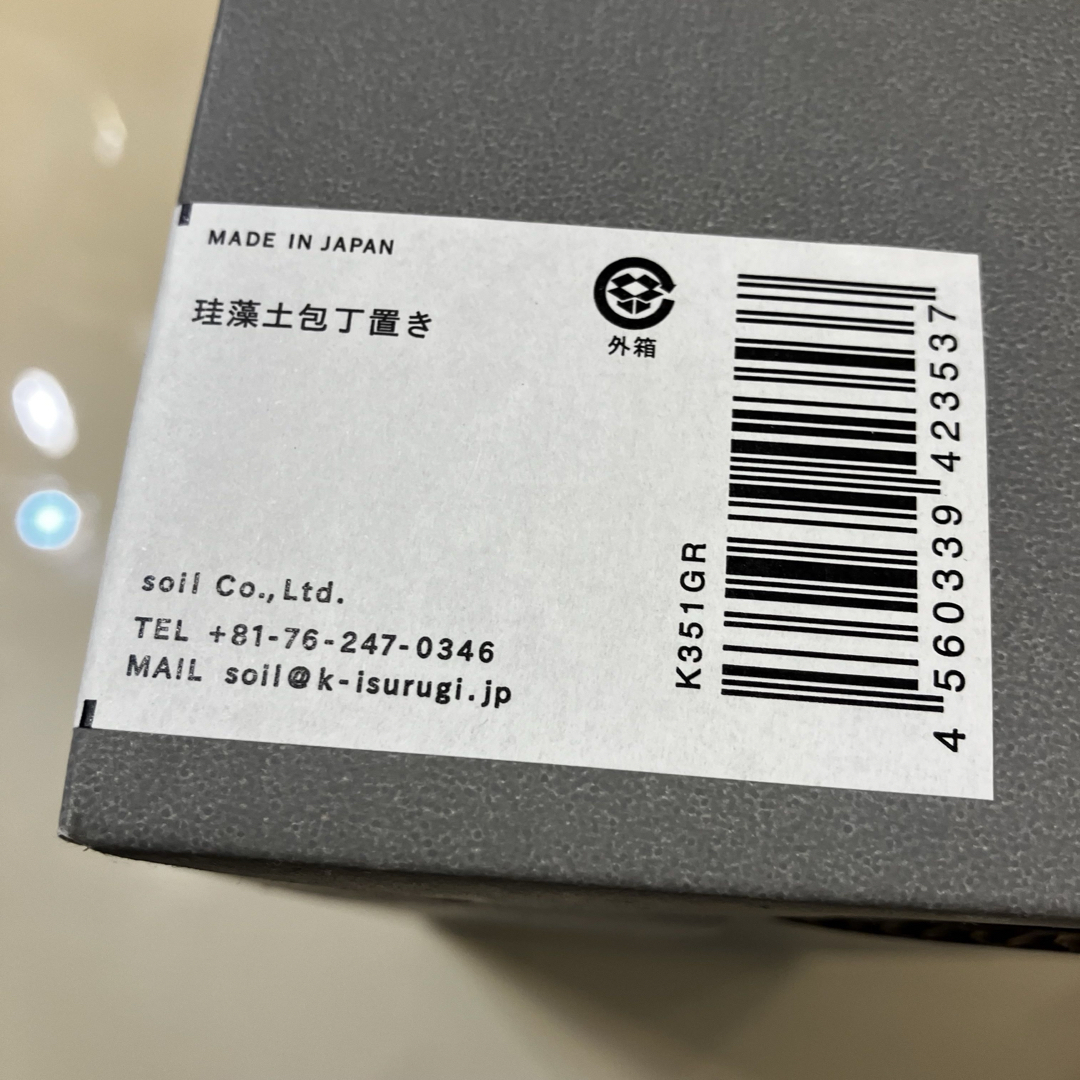 MADE IN JAPAN
珪藻土包丁置き
外箱
soil Co.,Ltd.
TEL +81-76-247-0346
MAIL soil@k-isurugi.jp
K351GR
4 560339 423537